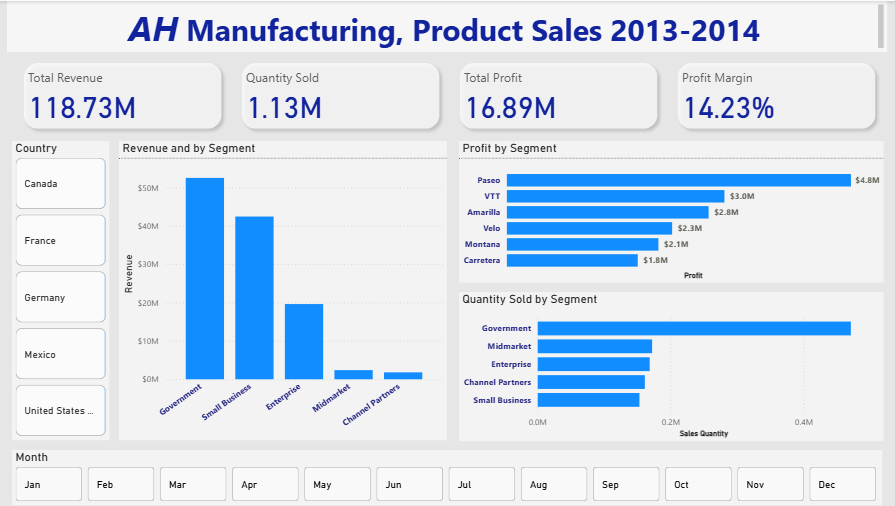 AH Manufacturing, Product Sales 2013-2014
Total Revenue
118.73M
Quantity Sold
1.13M
Total Profit
16.89M
Profit Margin
14.23%
Country
Canada
France
Germany
Mexico
United States ...
Revenue and by Segment
Revenue
$50M
$40M
$30M
$20M
$10M
$0M
Government
Small Business
Enterprise
Midmarket
Channel Partners
Profit by Segment
Paseo $4.8M
VTT $3.0M
Amarilla $2.8M
Velo $2.3M
Montana $2.1M
Carretera $1.8M
Profit
Quantity Sold by Segment
Government
Midmarket
Enterprise
Channel Partners
Small Business
0.0M 0.2M 0.4M
Sales Quantity
Month
Jan Feb Mar Apr May Jun Jul Aug Sep Oct Nov Dec